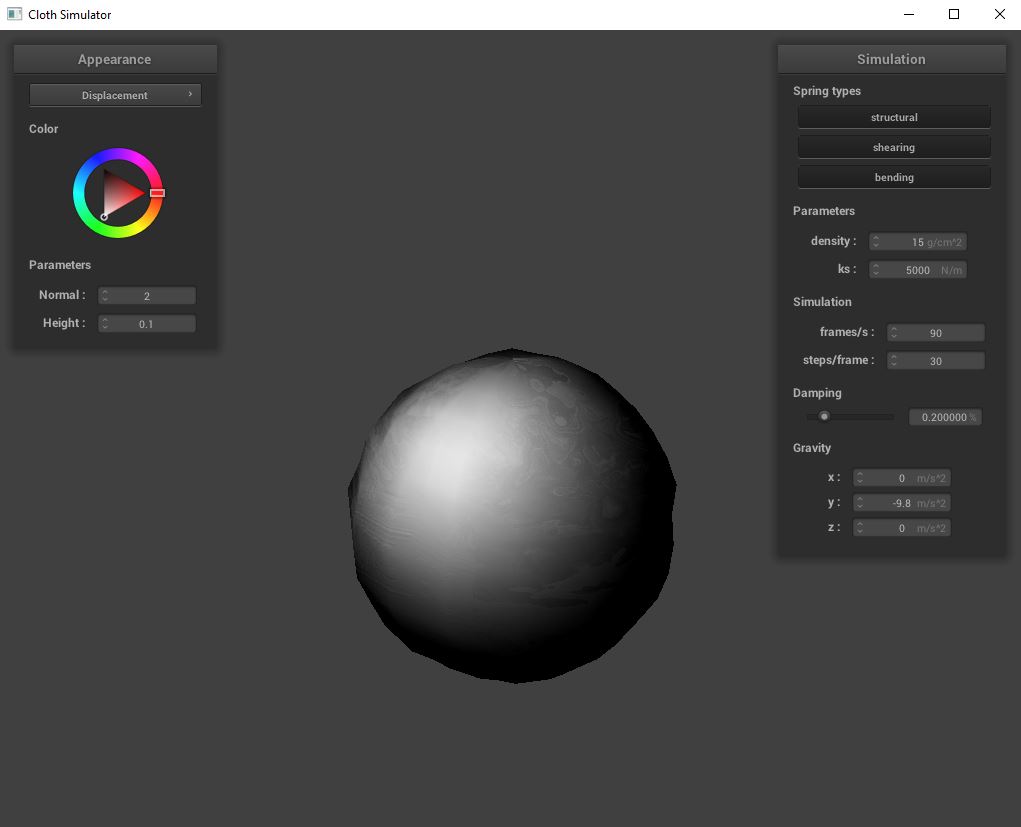 Cloth Simulator
Appearance
Displacement
Color
Parameters
Normal : 2
Height : 0.1
Simulation
Spring types
structural
shearing
bending
Parameters
density : 15 g/cm^2
ks : 5000 N/m
Simulation
frames/s : 90
steps/frame : 30
Damping
0.200000 %
Gravity
x : 0 m/s^2
y : -9.8 m/s^2
z : 0 m/s^2